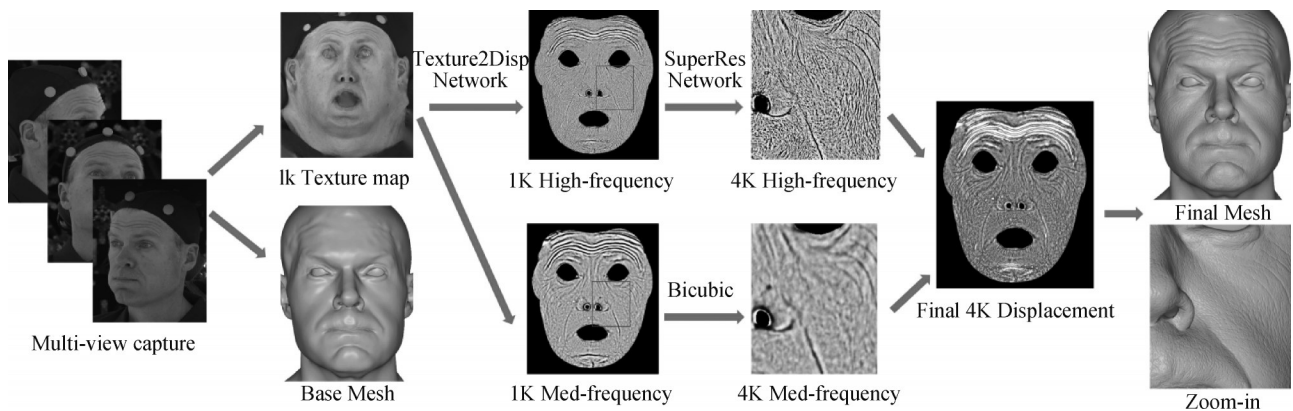 Multi-view capture
lk Texture map
Base Mesh
Texture2Disp
Network
1K High-frequency
1K Med-frequency
SuperRes
Network
Bicubic
4K High-frequency
4K Med-frequency
Final 4K Displacement
Final Mesh
Zoom-in